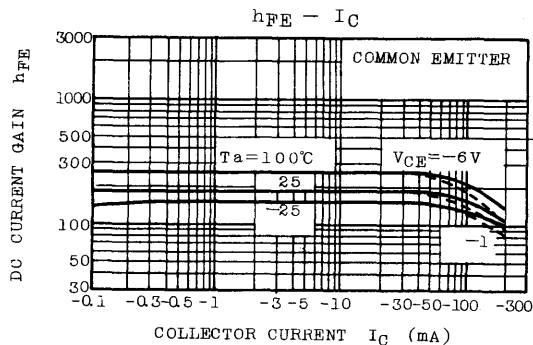 hFE – IC
COMMON EMITTER
Ta=100℃
VCE=-6V
25
-25
-1
DC CURRENT GAIN hFE
3000
1000
500
300
100
50
30
-0.1 -0.3 -0.5 -1 -3 -5 -10 -30 -50 -100 -300
COLLECTOR CURRENT IC (mA)